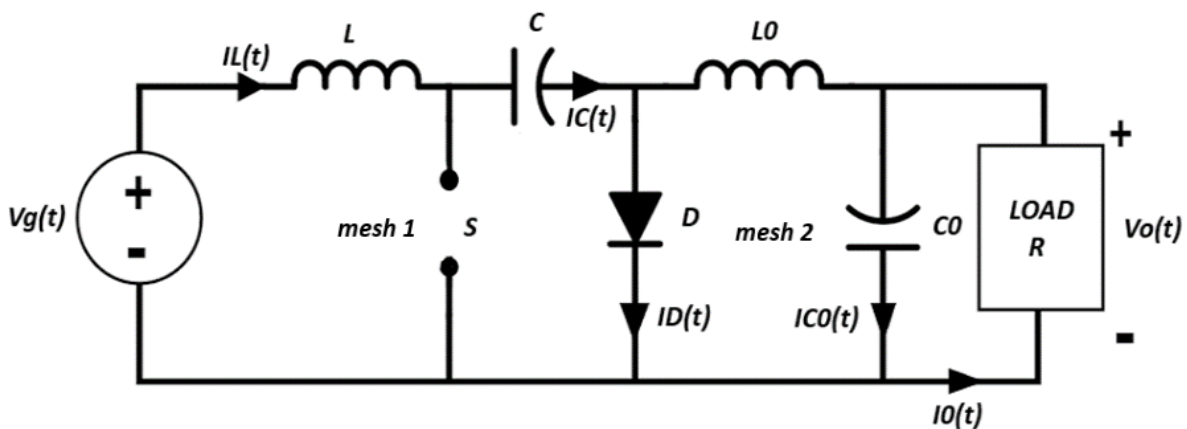 IL(t)
L
C
L0
IC(t)
+
-
Vg(t)
mesh 1
S
D
mesh 2
C0
LOAD
R
+
Vo(t)
-
ID(t)
IC0(t)
I0(t)